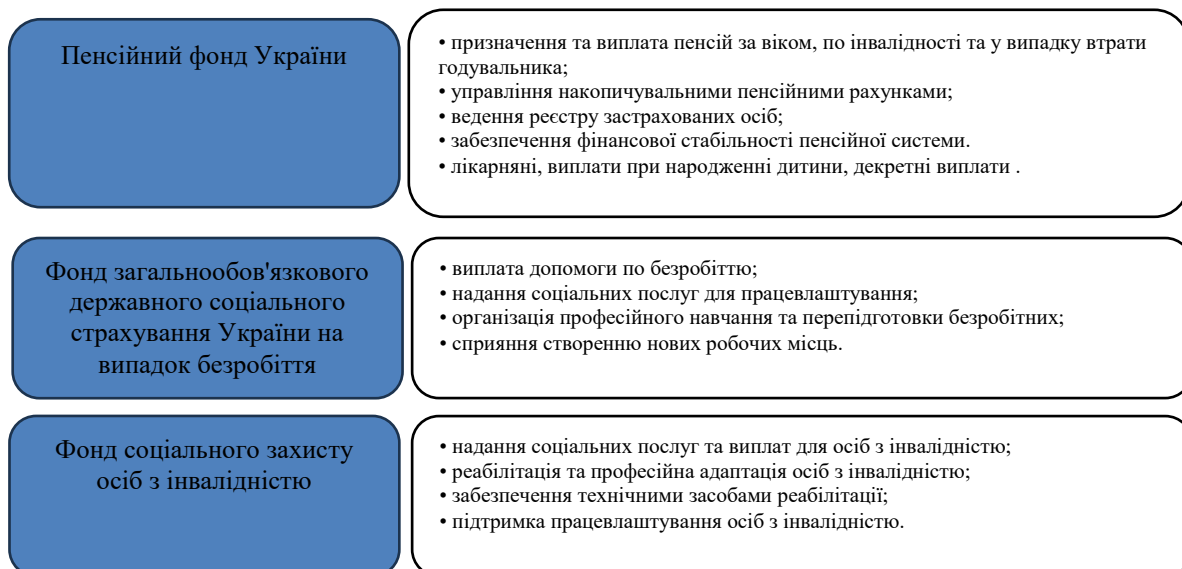 Пенсійний фонд України
• призначення та виплата пенсій за віком, по інвалідності та у випадку втрати
годувальника;
• управління накопичувальними пенсійними рахунками;
• ведення реєстру застрахованих осіб;
• забезпечення фінансової стабільності пенсійної системи.
• лікарняні, виплати при народженні дитини, декретні виплати .
Фонд загальнообов'язкового
державного соціального
страхування України на
випадок безробіття
• виплата допомоги по безробіттю;
• надання соціальних послуг для працевлаштування;
• організація професійного навчання та перепідготовки безробітних;
• сприяння створенню нових робочих місць.
Фонд соціального захисту
осіб з інвалідністю
• надання соціальних послуг та виплат для осіб з інвалідністю;
• реабілітація та професійна адаптація осіб з інвалідністю;
• забезпечення технічними засобами реабілітації;
• підтримка працевлаштування осіб з інвалідністю.